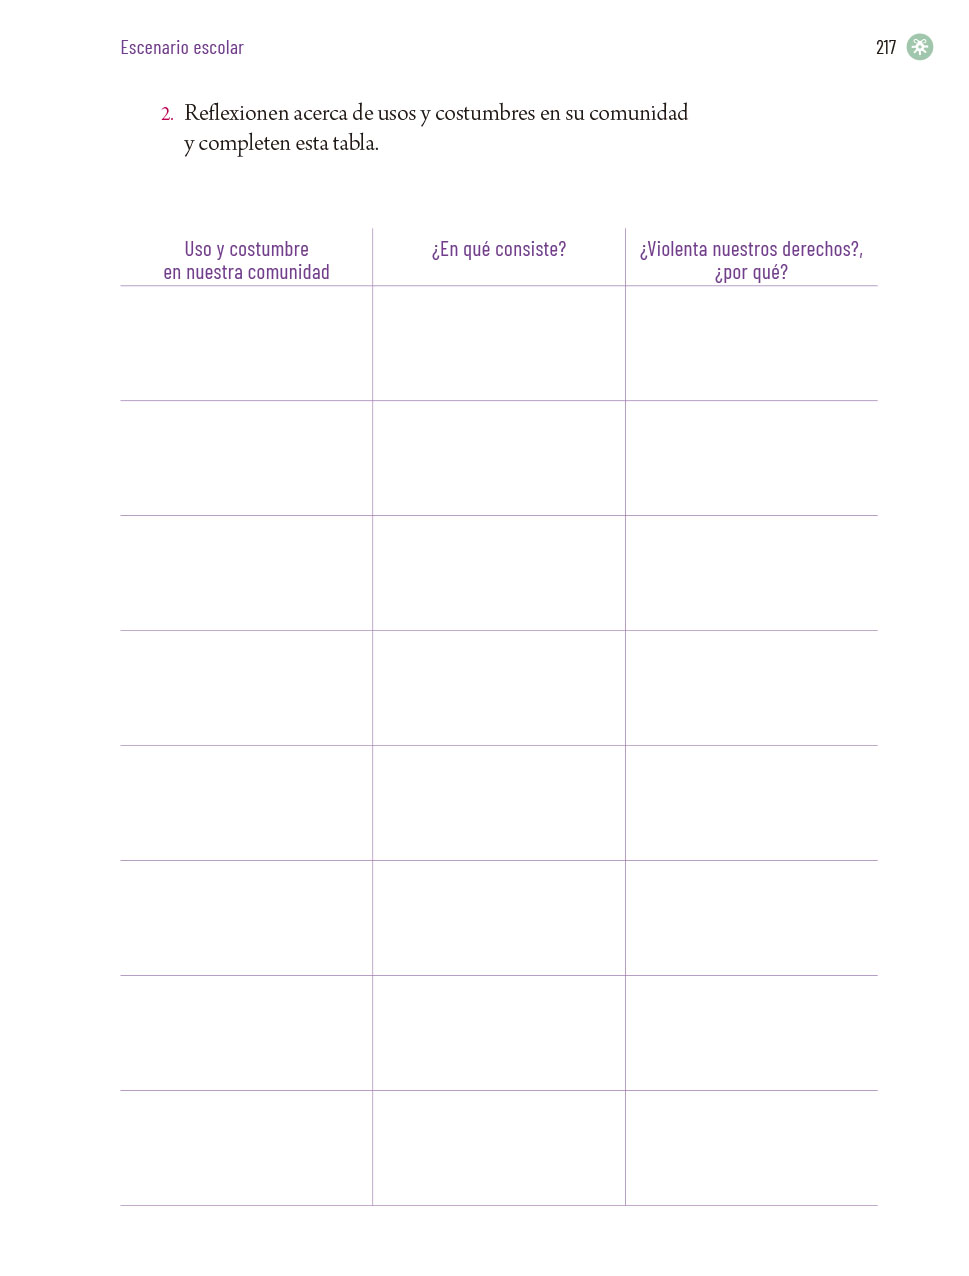 Escenario escolar
217
2. Reflexionen acerca de usos y costumbres en su comunidad
y completen esta tabla.
Uso y costumbre
en nuestra comunidad
¿En qué consiste?
¿Violenta nuestros derechos?,
¿por qué?